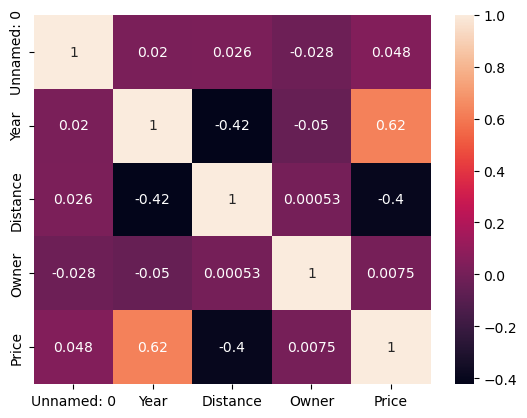 Unnamed: 0 1 0.02 0.026 -0.028 0.048
Year 0.02 1 -0.42 -0.05 0.62
Distance 0.026 -0.42 1 0.00053 -0.4
Owner -0.028 -0.05 0.00053 1 0.0075
Price 0.048 0.62 -0.4 0.0075 1
Unnamed: 0 Year Distance Owner Price
1.0
0.8
0.6
0.4
0.2
0.0
−0.2
−0.4